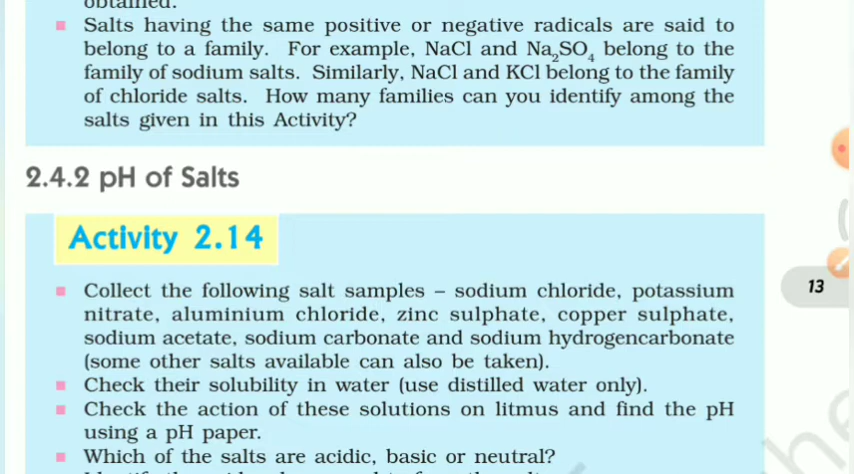 obtained.
▪ Salts having the same positive or negative radicals are said to
belong to a family. For example, NaCl and Na₂SO₄ belong to the
family of sodium salts. Similarly, NaCl and KCl belong to the family
of chloride salts. How many families can you identify among the
salts given in this Activity?
2.4.2 pH of Salts
Activity 2.14
▪ Collect the following salt samples – sodium chloride, potassium
nitrate, aluminium chloride, zinc sulphate, copper sulphate,
sodium acetate, sodium carbonate and sodium hydrogencarbonate
(some other salts available can also be taken).
▪ Check their solubility in water (use distilled water only).
▪ Check the action of these solutions on litmus and find the pH
using a pH paper.
▪ Which of the salts are acidic, basic or neutral?
13